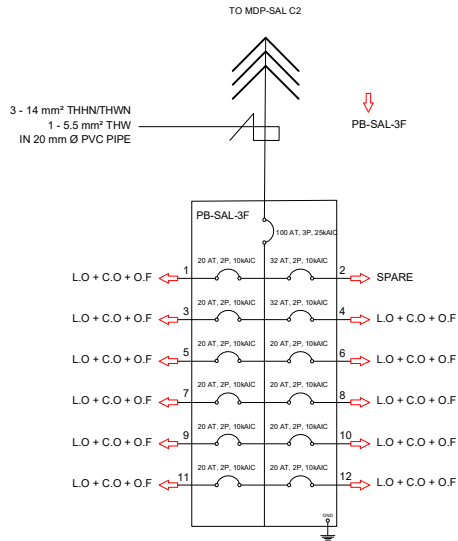 TO MDP-SAL C2
3 - 14 mm² THHN/THWN
1 - 5.5 mm² THW
IN 20 mm Ø PVC PIPE
PB-SAL-3F
PB-SAL-3F
100 AT, 3P, 25kAIC
20 AT, 2P, 10kAIC 32 AT, 2P, 10kAIC
L.O + C.O + O.F 1 2 SPARE
20 AT, 2P, 10kAIC 32 AT, 2P, 10kAIC
L.O + C.O + O.F 3 4 L.O + C.O + O.F
20 AT, 2P, 10kAIC 20 AT, 2P, 10kAIC
L.O + C.O + O.F 5 6 L.O + C.O + O.F
20 AT, 2P, 10kAIC 20 AT, 2P, 10kAIC
L.O + C.O + O.F 7 8 L.O + C.O + O.F
20 AT, 2P, 10kAIC 20 AT, 2P, 10kAIC
L.O + C.O + O.F 9 10 L.O + C.O + O.F
20 AT, 2P, 10kAIC 20 AT, 2P, 10kAIC
L.O + C.O + O.F 11 12 L.O + C.O + O.F
GND